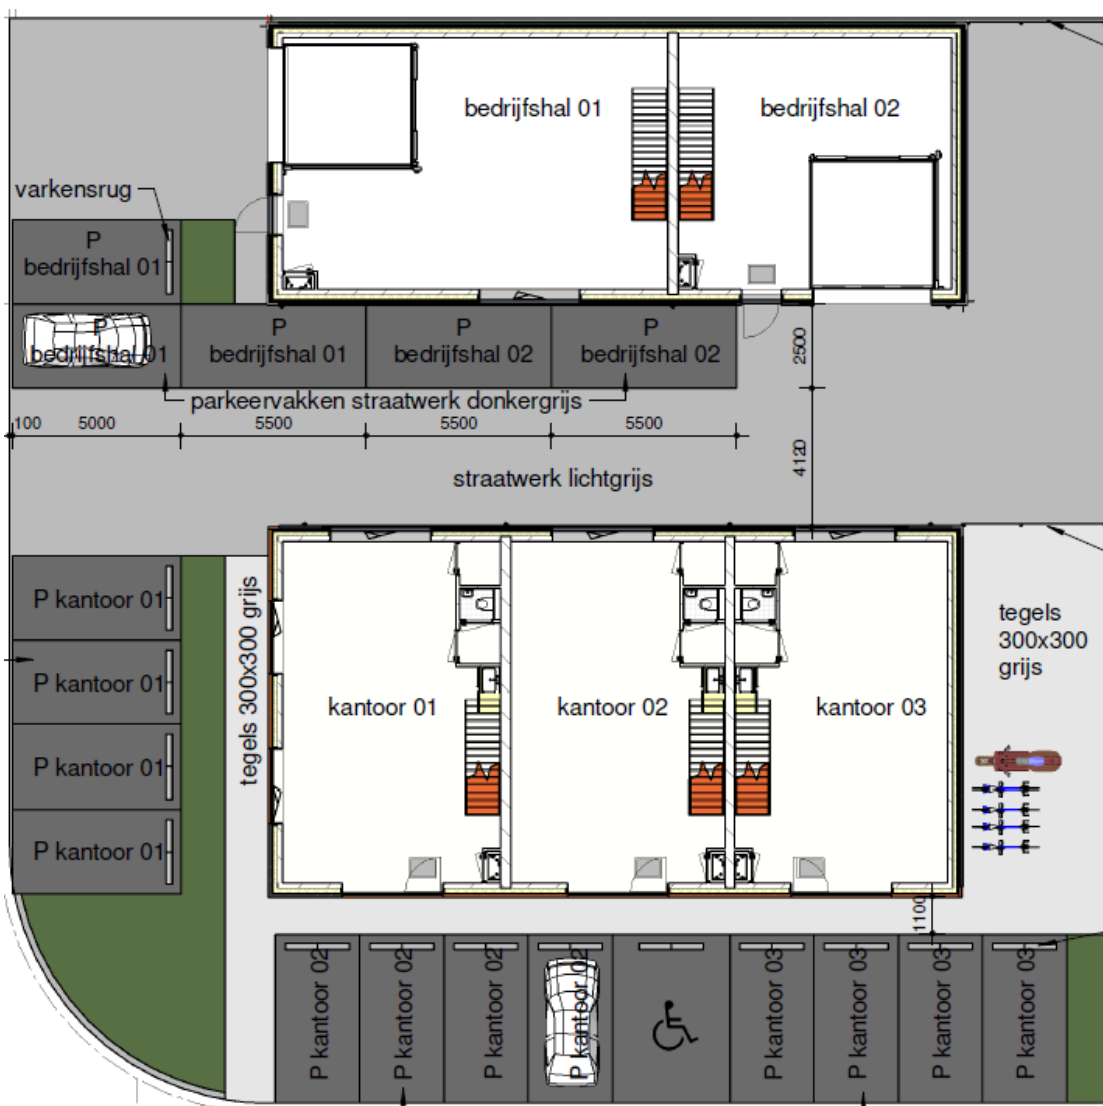 bedrijfshal 01
bedrijfshal 02
varkensrug
P
bedrijfshal 01
P
bedrijfshal 01
P
bedrijfshal 01
P
bedrijfshal 02
P
bedrijfshal 02
2500
parkeervakken straatwerk donkergrijs
100
5000
5500
5500
5500
4120
straatwerk lichtgrijs
P kantoor 01
P kantoor 01
P kantoor 01
P kantoor 01
tegels 300x300 grijs
kantoor 01
kantoor 02
kantoor 03
tegels
300x300
grijs
1100
P kantoor 02
P kantoor 02
P kantoor 02
P kantoor 02
P kantoor 03
P kantoor 03
P kantoor 03
P kantoor 03